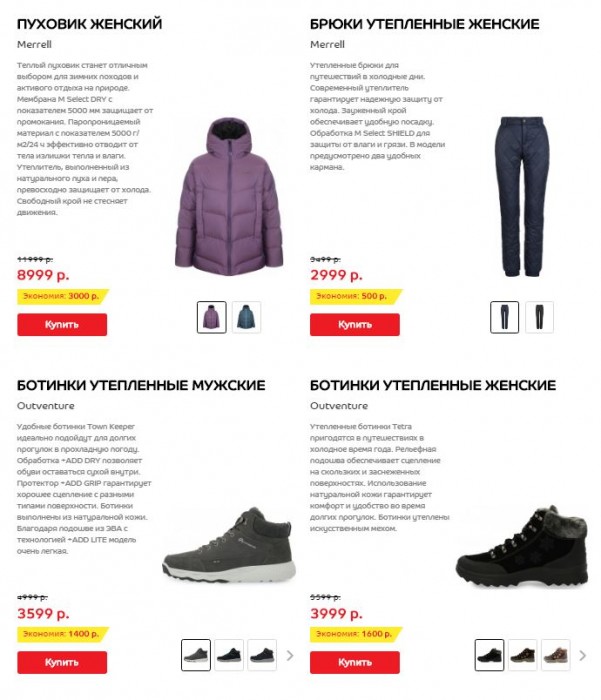 ПУХОВИК ЖЕНСКИЙ
Merrell
Теплый пуховик станет отличным
выбором для зимних походов и
активного отдыха на природе.
Мембрана M Select DRY с
показателем 5000 мм защищает от
промокания. Паропроницаемый
материал с показателем 5000 г/
м2/24 ч эффективно отводит от
тела излишки тепла и влаги.
Утеплитель, выполненный из
натурального пуха и пера,
превосходно защищает от холода.
Свободный крой не стесняет
движения.
11999 р.
8999 р.
Экономия: 3000 р.
Купить
БРЮКИ УТЕПЛЕННЫЕ ЖЕНСКИЕ
Merrell
Утепленные брюки для
путешествий в холодные дни.
Современный утеплитель
гарантирует надежную защиту от
холода. Зауженный крой
обеспечивает удобную посадку.
Обработка M Select SHIELD для
защиты от влаги и грязи. В модели
предусмотрено два удобных
кармана.
3499 р.
2999 р.
Экономия: 500 р.
Купить
БОТИНКИ УТЕПЛЕННЫЕ МУЖСКИЕ
Outventure
Удобные ботинки Town Keeper
идеально подойдут для долгих
прогулок в прохладную погоду.
Обработка +ADD DRY позволяет
обуви оставаться сухой внутри.
Протектор +ADD GRIP гарантирует
хорошее сцепление с разными
типами поверхности. Ботинки
выполнены из натуральной кожи.
Благодаря подошве из ЭВА с
технологией +ADD LITE модель
очень легкая.
4999 р.
3599 р.
Экономия: 1400 р.
Купить
БОТИНКИ УТЕПЛЕННЫЕ ЖЕНСКИЕ
Outventure
Утепленные ботинки Tetra
пригодятся в путешествиях в
холодное время года. Рельефная
подошва обеспечивает сцепление
на скользких и заснеженных
поверхностях. Использование
натуральной кожи гарантирует
комфорт и удобство во время
долгих прогулок. Ботинки утеплены
искусственным мехом.
5599 р.
3999 р.
Экономия: 1600 р.
Купить